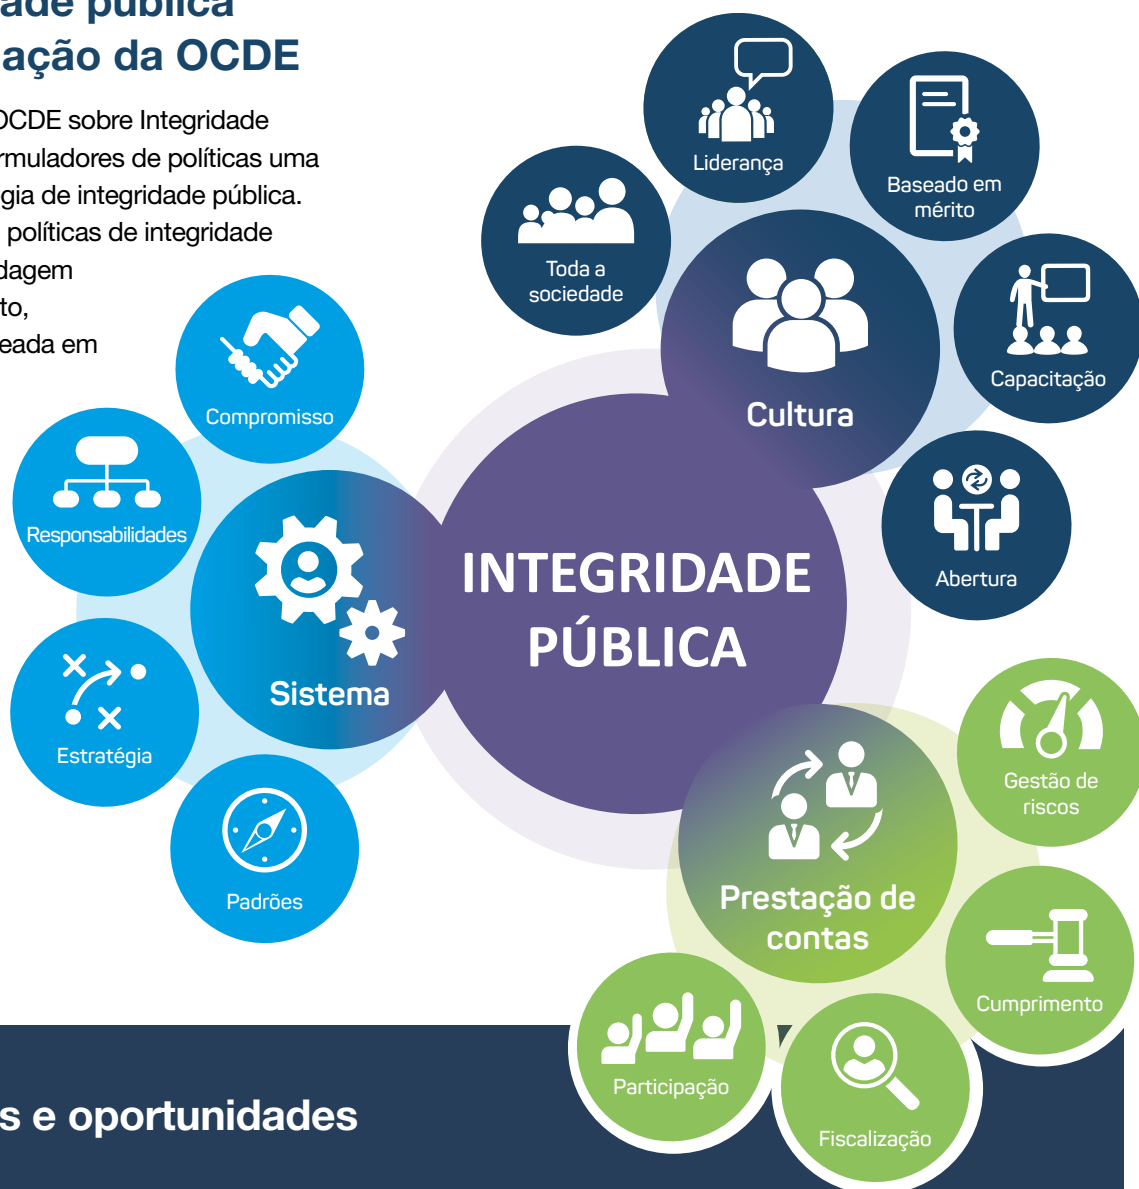 ade pública
ação da OCDE
OCDE sobre Integridade
rmuladores de políticas uma
gia de integridade pública.
políticas de integridade
dagem
to,
eada em
Liderança
Baseado em
mérito
Toda a
sociedade
Capacitação
Cultura
Abertura
Compromisso
Responsabilidades
Sistema
Estratégia
Padrões
INTEGRIDADE
PÚBLICA
Gestão de
riscos
Prestação de
contas
Cumprimento
Participação
Fiscalização
s e oportunidades